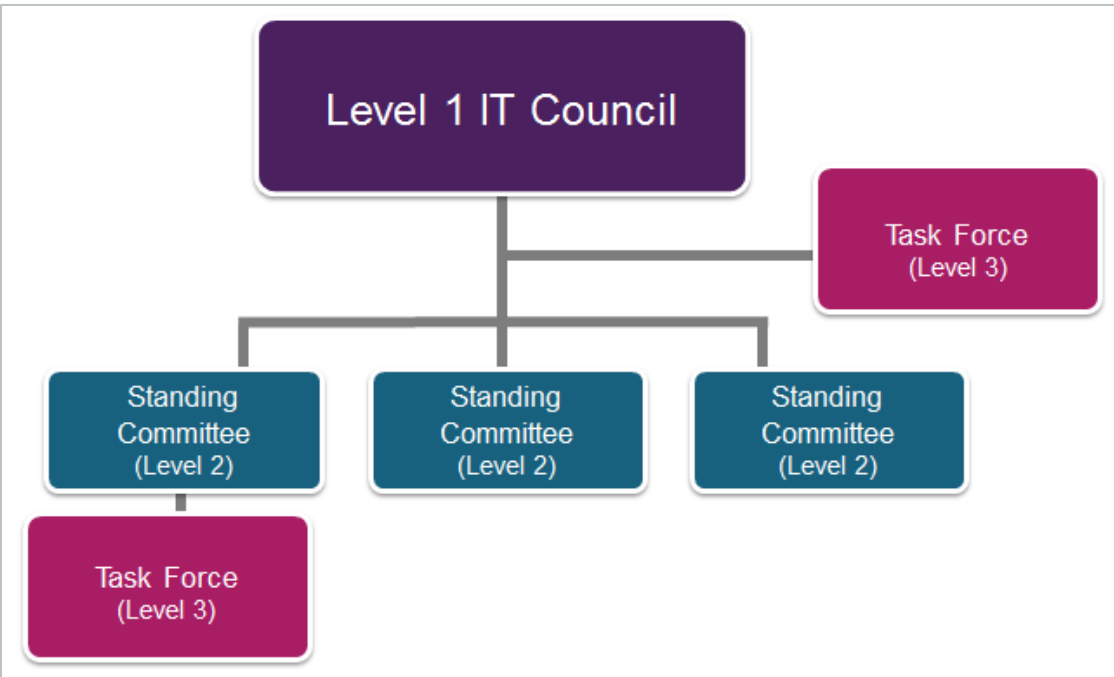 Level 1 IT Council
Task Force
(Level 3)
Standing
Committee
(Level 2)
Standing
Committee
(Level 2)
Standing
Committee
(Level 2)
Task Force
(Level 3)